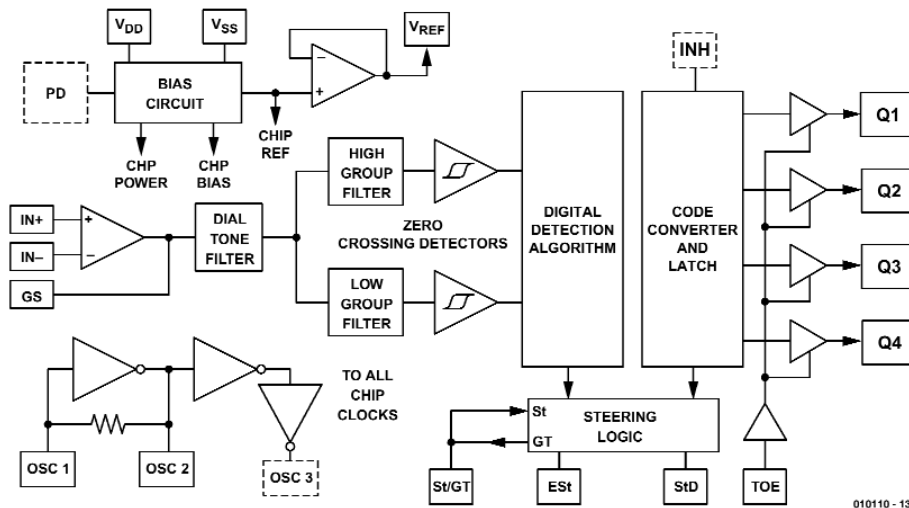 VDD
VSS
VREF
INH
PD
BIAS
CIRCUIT
−
+
Q1
CHIP
REF
CHP
POWER
CHP
BIAS
HIGH
GROUP
FILTER
Q2
IN+
+
IN−
−
DIAL
TONE
FILTER
ZERO
CROSSING DETECTORS
DIGITAL
DETECTION
ALGORITHM
CODE
CONVERTER
AND
LATCH
Q3
GS
LOW
GROUP
FILTER
Q4
TO ALL
CHIP
CLOCKS
St
GT
STEERING
LOGIC
OSC 1
OSC 2
OSC 3
St/GT
ESt
StD
TOE
010110 - 13